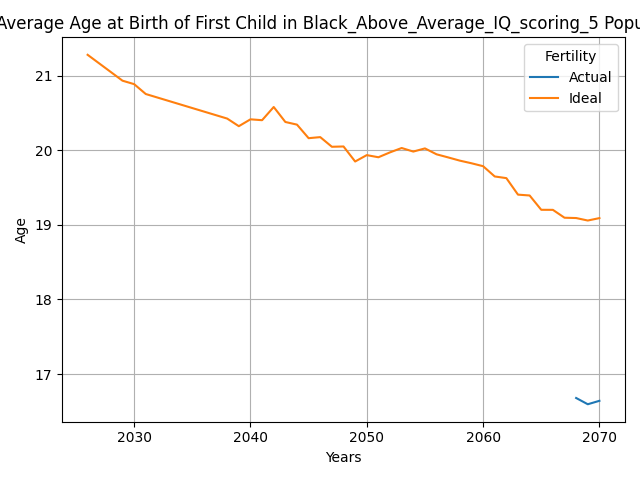 Average Age at Birth of First Child in Black_Above_Average_IQ_scoring_5 Popu
Fertility
Actual
Ideal
21
20
19
18
17
Age
2030 2040 2050 2060 2070
Years